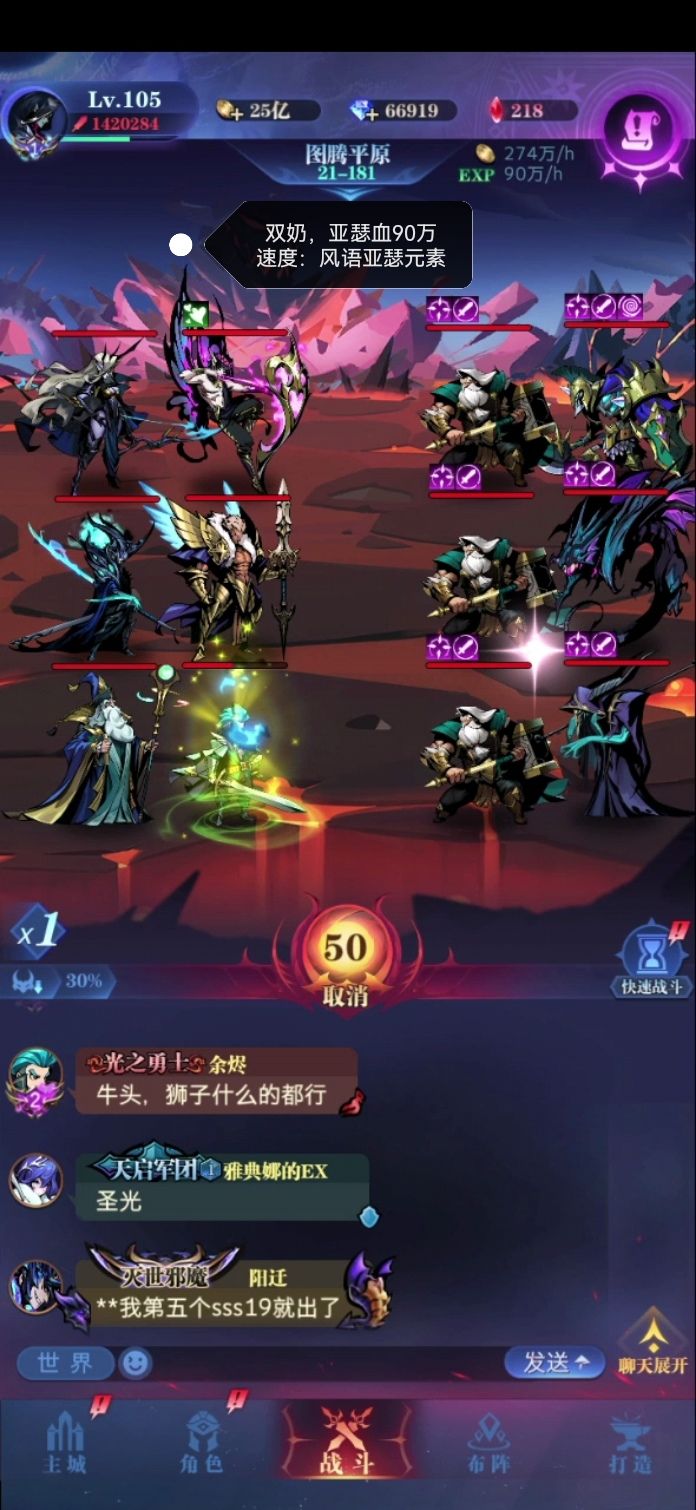 Lv.105
1420284
1
25亿
66919
218
图腾平原
21-181
274万/h
EXP 90万/h
双奶，亚瑟血90万
速度：风语亚瑟元素
x1
50
取消
30%
快速战斗
光之勇士 余烬
2
牛头，狮子什么的都行
天启军团 1 雅典娜的EX
圣光
灭世邪魔 阳迁
**我第五个sss19就出了
世界
发送
聊天展开
主城
角色
战斗
布阵
打造